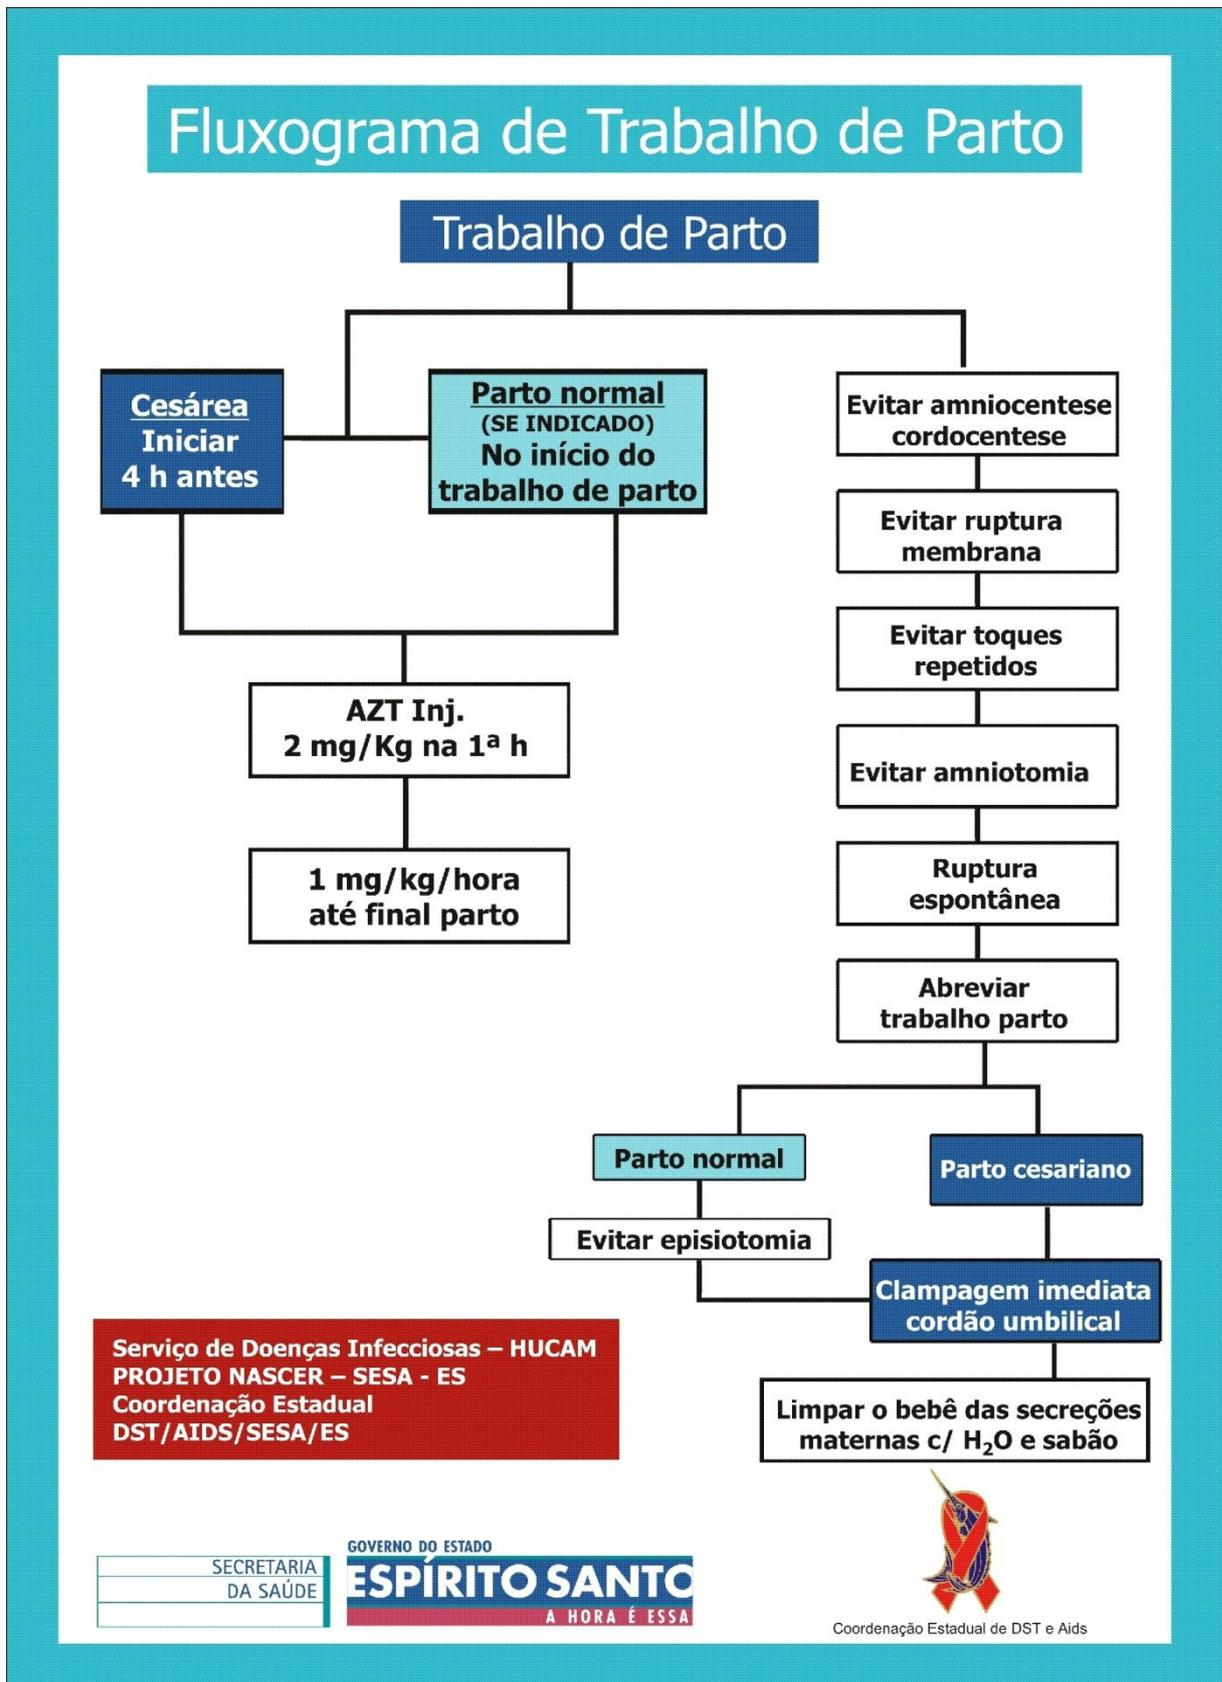 Fluxograma de Trabalho de Parto
Trabalho de Parto
Cesárea
Iniciar
4 h antes
Parto normal
(SE INDICADO)
No início do
trabalho de parto
AZT Inj.
2 mg/Kg na 1ª h
1 mg/kg/hora
até final parto
Evitar amniocentese
cordocentese
Evitar ruptura
membrana
Evitar toques
repetidos
Evitar amniotomia
Ruptura
espontânea
Abreviar
trabalho parto
Parto normal
Evitar episiotomia
Parto cesariano
Clampagem imediata
cordão umbilical
Limpar o bebê das secreções
maternas c/ H₂O e sabão
Serviço de Doenças Infecciosas – HUCAM
PROJETO NASCER – SESA - ES
Coordenação Estadual
DST/AIDS/SESA/ES
SECRETARIA
DA SAÚDE
GOVERNO DO ESTADO
ESPÍRITO SANTO
A HORA É ESSA
Coordenação Estadual de DST e Aids